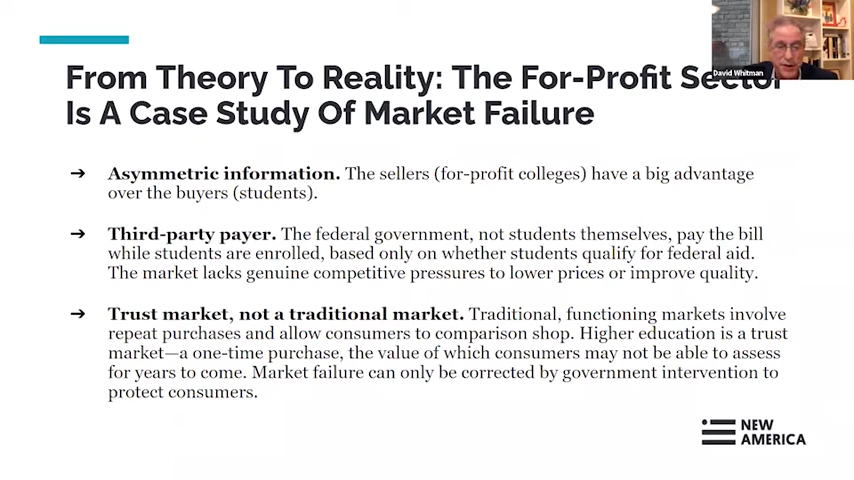 David Whitman
From Theory To Reality: The For-Profit Sector
Is A Case Study Of Market Failure
➔ Asymmetric information. The sellers (for-profit colleges) have a big advantage
over the buyers (students).
➔ Third-party payer. The federal government, not students themselves, pay the bill
while students are enrolled, based only on whether students qualify for federal aid.
The market lacks genuine competitive pressures to lower prices or improve quality.
➔ Trust market, not a traditional market. Traditional, functioning markets involve
repeat purchases and allow consumers to comparison shop. Higher education is a trust
market—a one-time purchase, the value of which consumers may not be able to assess
for years to come. Market failure can only be corrected by government intervention to
protect consumers.
NEW
AMERICA